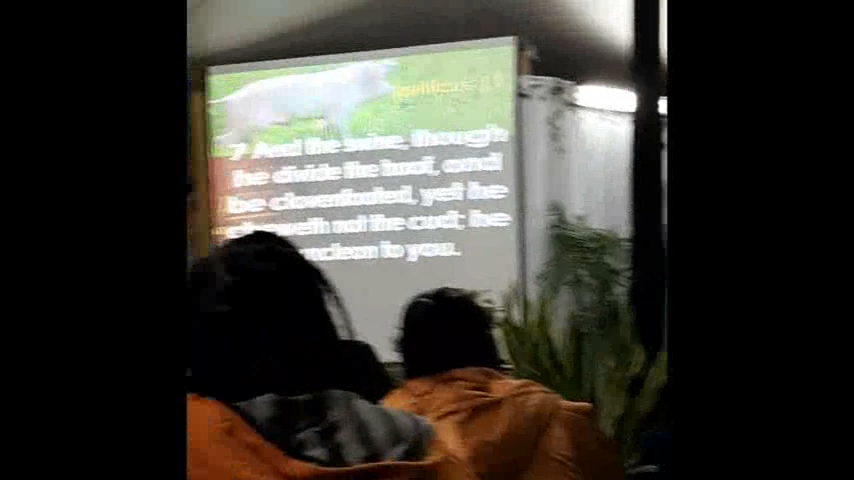 7 And the swine, though
he divide the hoof, and
be clovenfooted, yet he
cheweth not the cud; he
unclean to you.